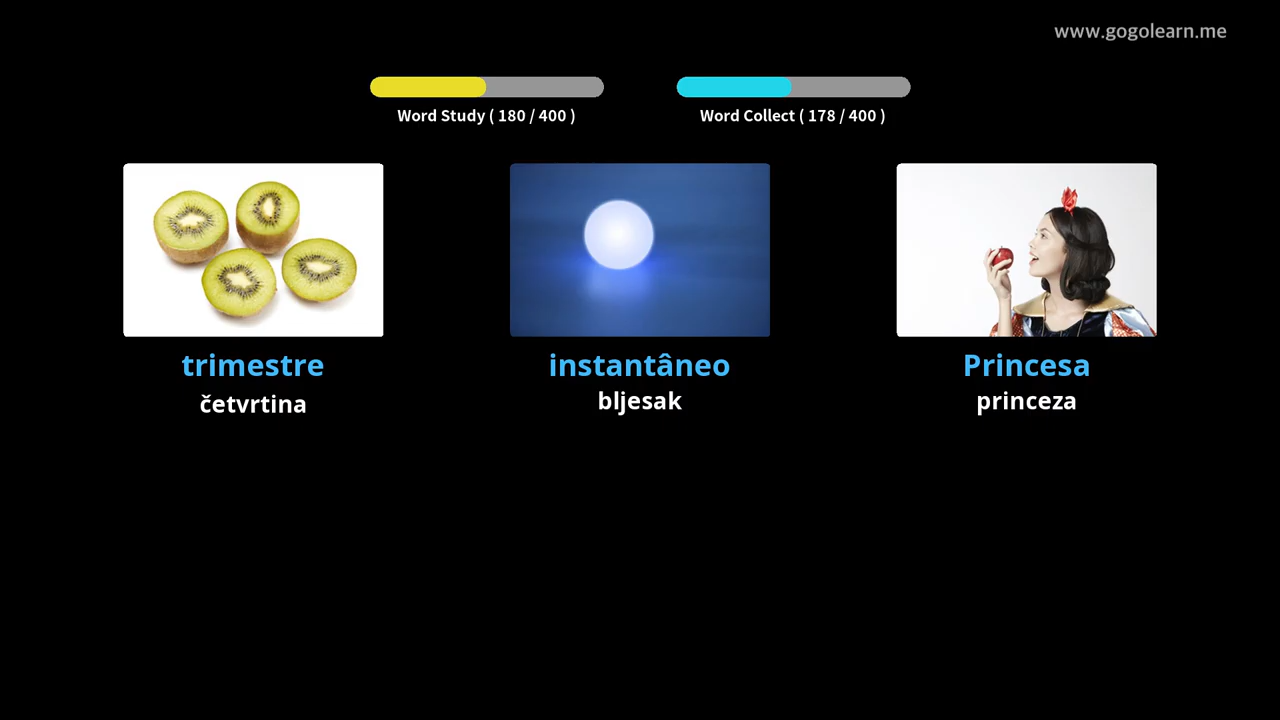 www.gogolearn.me
Word Study ( 180 / 400 )
Word Collect ( 178 / 400 )
trimestre
četvrtina
instantâneo
bljesak
Princesa
princeza